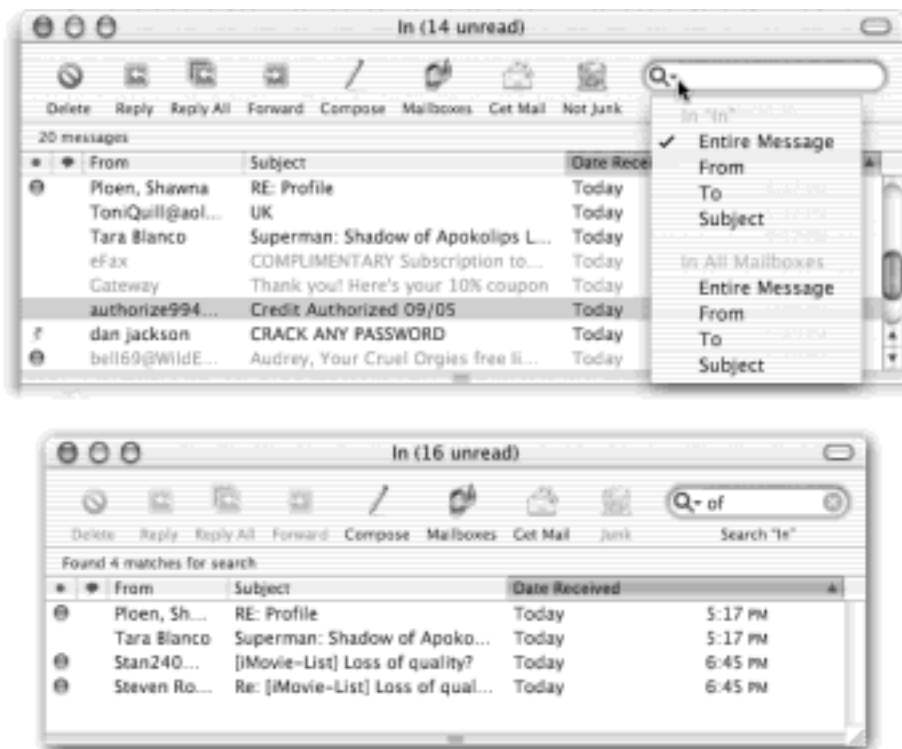 In (14 unread)
Delete Reply Reply All Forward Compose Mailboxes Get Mail Not Junk
20 messages
From Subject Date Rece
Ploen, Shawna RE: Profile Today
ToniQuill@aol... UK Today
Tara Blanco Superman: Shadow of Apokolips L... Today
eFax COMPLIMENTARY Subscription to... Today
Gateway Thank you! Here's your 10% coupon Today
authorize994... Credit Authorized 09/05 Today
dan jackson CRACK ANY PASSWORD Today
bell69@WildE... Audrey, Your Cruel Orgies free li... Today
In "In"
✓ Entire Message
From
To
Subject
In All Mailboxes
Entire Message
From
To
Subject
In (16 unread)
Delete Reply Reply All Forward Compose Mailboxes Get Mail Junk
of
Search "In"
Found 4 matches for search
From Subject Date Received
Ploen, Sh... RE: Profile Today 5:17 PM
Tara Blanco Superman: Shadow of Apoko... Today 5:17 PM
Stan240... [iMovie-List] Loss of quality? Today 6:45 PM
Steven Ro... Re: [iMovie-List] Loss of qual... Today 6:45 PM